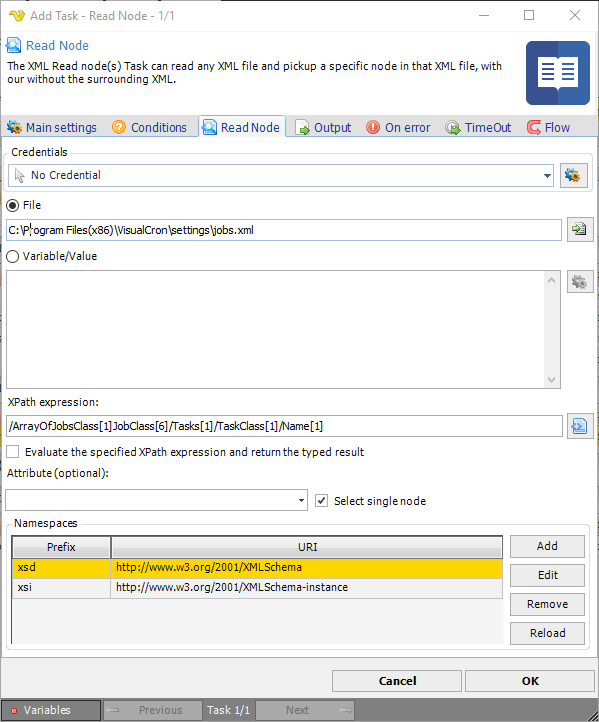 Add Task - Read Node - 1/1
Read Node
The XML Read node(s) Task can read any XML file and pickup a specific node in that XML file, with
our without the surrounding XML.
Main settings Conditions Read Node Output On error TimeOut Flow
Credentials
No Credential
File
C:\Program Files(x86)\VisualCron\settings\jobs.xml
Variable/Value
XPath expression:
/ArrayOfJobsClass[1]JobClass[6]/Tasks[1]/TaskClass[1]/Name[1]
Evaluate the specified XPath expression and return the typed result
Attribute (optional):
Select single node
Namespaces
Prefix URI Add
xsd http://www.w3.org/2001/XMLSchema
xsi http://www.w3.org/2001/XMLSchema-instance Edit
Remove
Reload
Cancel OK
Variables Previous Task 1/1 Next